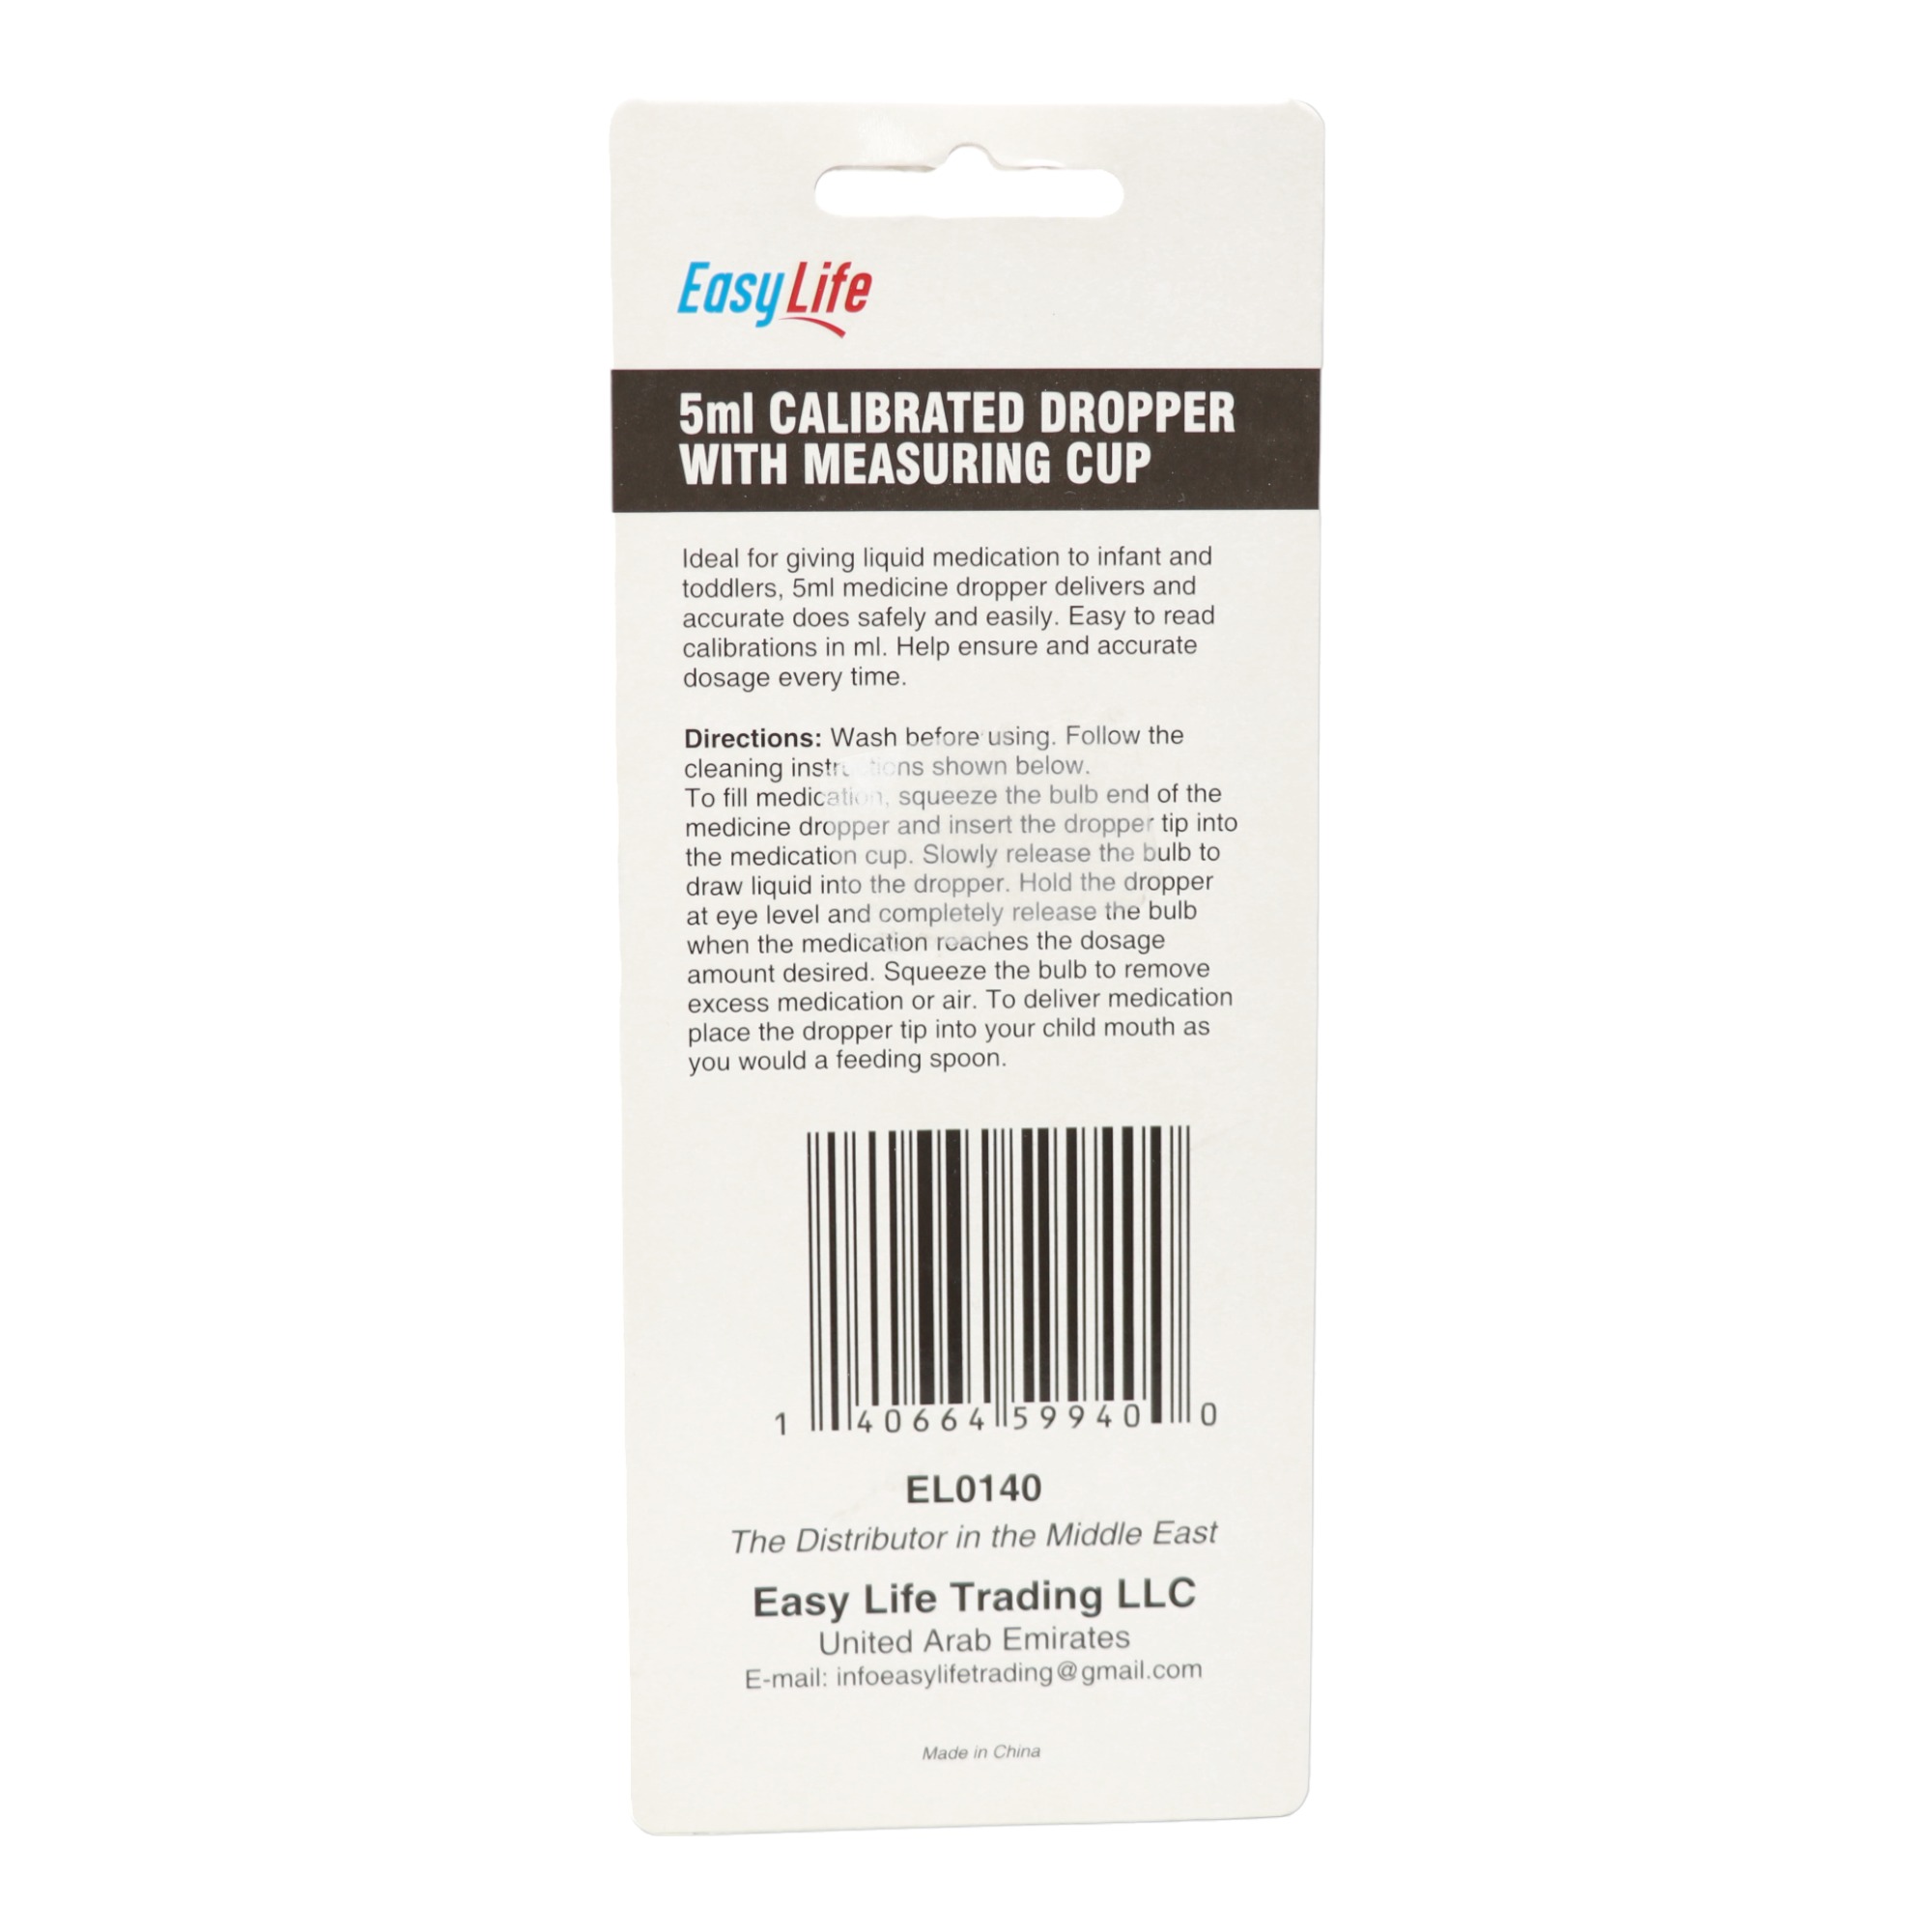 EasyLife
5ml CALIBRATED DROPPER
WITH MEASURING CUP
Ideal for giving liquid medication to infant and
toddlers, 5ml medicine dropper delivers and
accurate does safely and easily. Easy to read
calibrations in ml. Help ensure and accurate
dosage every time.
Directions: Wash before using. Follow the
cleaning instructions shown below.
To fill medication, squeeze the bulb end of the
medicine dropper and insert the dropper tip into
the medication cup. Slowly release the bulb to
draw liquid into the dropper. Hold the dropper
at eye level and completely release the bulb
when the medication reaches the dosage
amount desired. Squeeze the bulb to remove
excess medication or air. To deliver medication
place the dropper tip into your child mouth as
you would a feeding spoon.
1 40664 59940 0
EL0140
The Distributor in the Middle East
Easy Life Trading LLC
United Arab Emirates
E-mail: infoeasylifetrading@gmail.com
Made in China